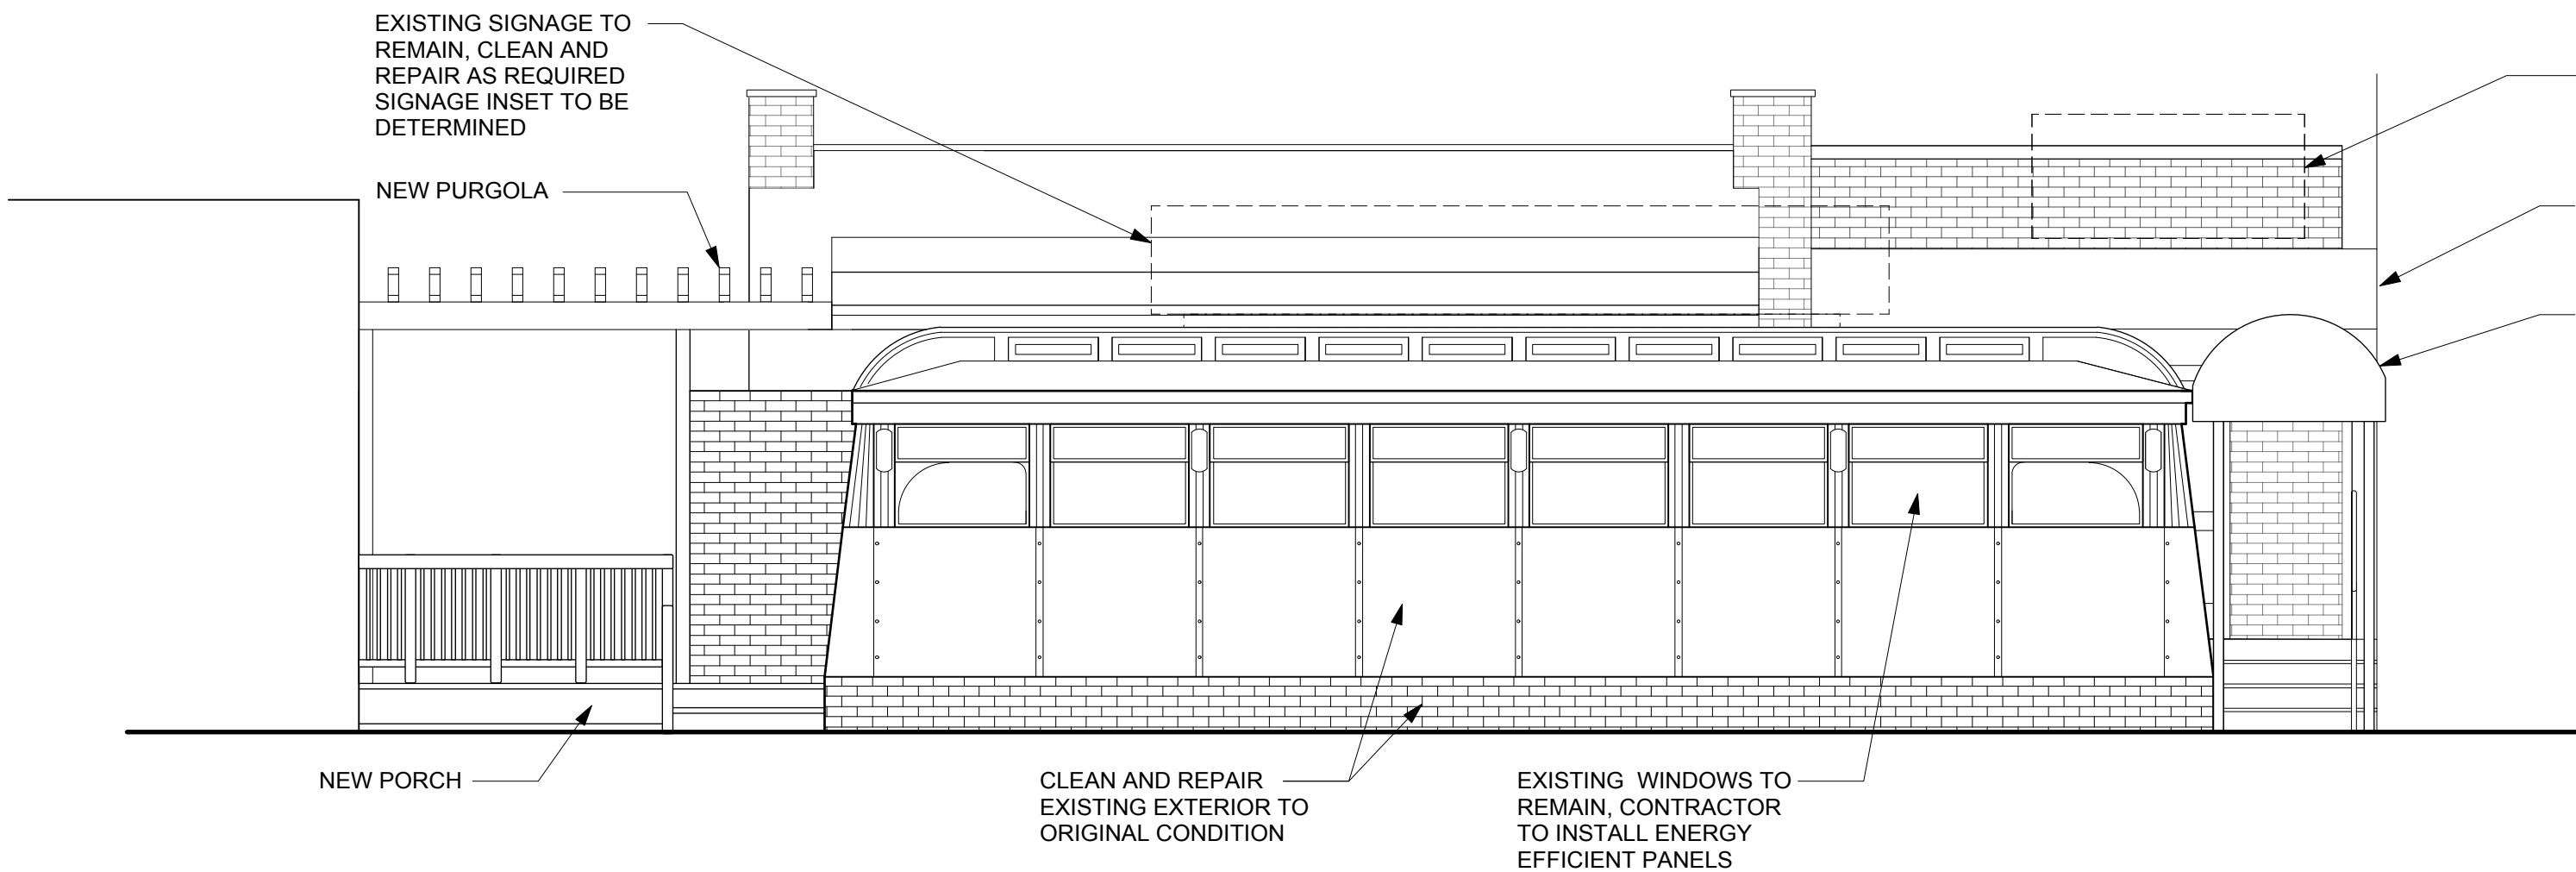 EXISTING SIGNAGE TO
REMAIN, CLEAN AND
REPAIR AS REQUIRED
SIGNAGE INSET TO BE
DETERMINED
NEW PURGOLA
NEW PORCH
CLEAN AND REPAIR
EXISTING EXTERIOR TO
ORIGINAL CONDITION
EXISTING WINDOWS TO
REMAIN, CONTRACTOR
TO INSTALL ENERGY
EFFICIENT PANELS